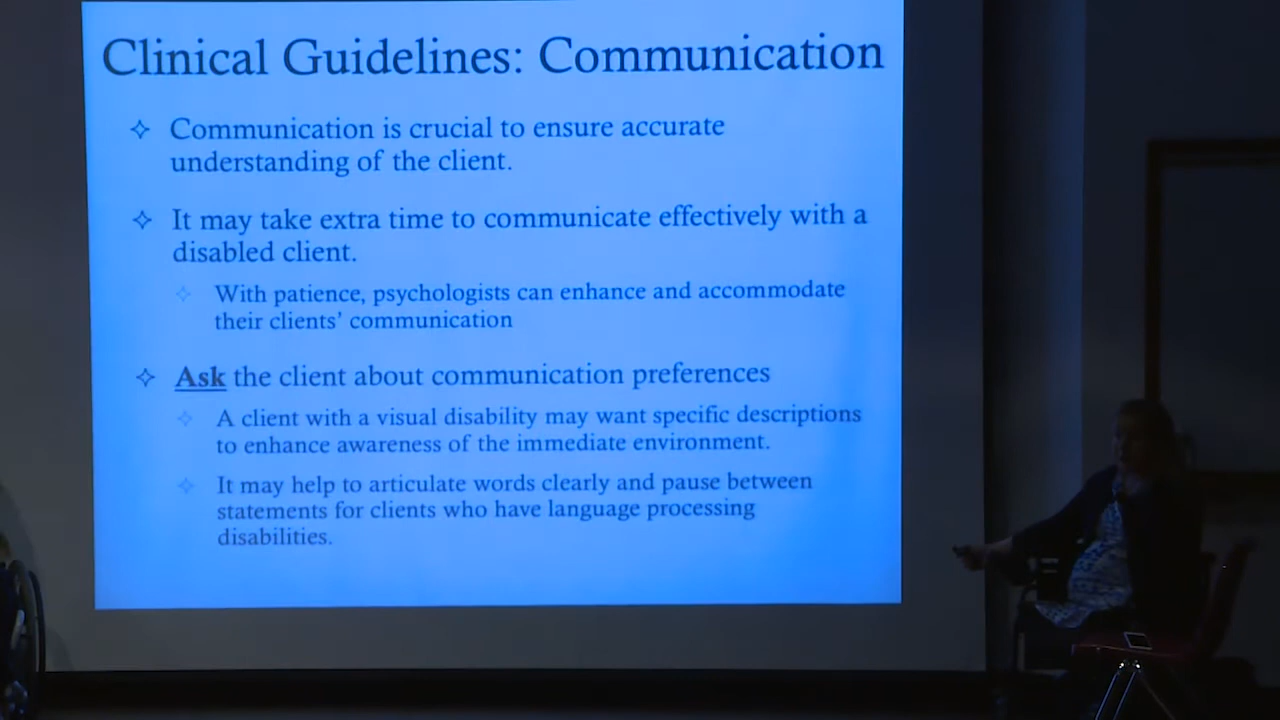 Clinical Guidelines: Communication
Communication is crucial to ensure accurate
understanding of the client.
It may take extra time to communicate effectively with a
disabled client.
With patience, psychologists can enhance and accommodate
their clients' communication
Ask the client about communication preferences
A client with a visual disability may want specific descriptions
to enhance awareness of the immediate environment.
It may help to articulate words clearly and pause between
statements for clients who have language processing
disabilities.